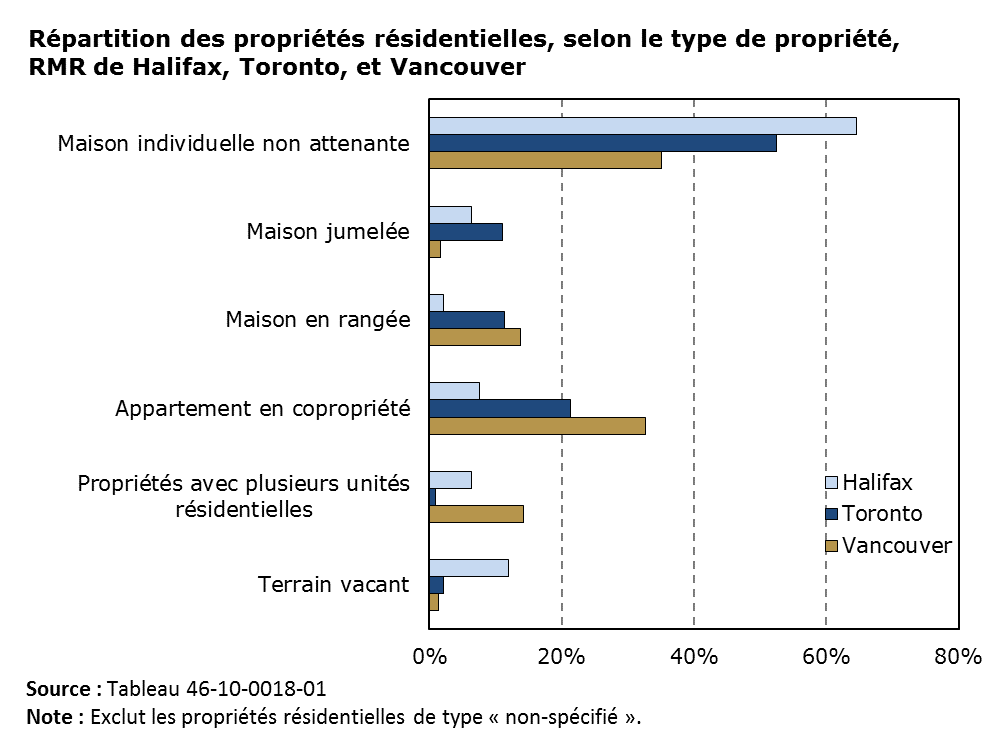 Répartition des propriétés résidentielles, selon le type de propriété,
RMR de Halifax, Toronto, et Vancouver
Maison individuelle non attenante
Maison jumelée
Maison en rangée
Appartement en copropriété
Propriétés avec plusieurs unités
résidentielles
Terrain vacant
Halifax
Toronto
Vancouver
0% 20% 40% 60% 80%
Source : Tableau 46-10-0018-01
Note : Exclut les propriétés résidentielles de type « non-spécifié ».